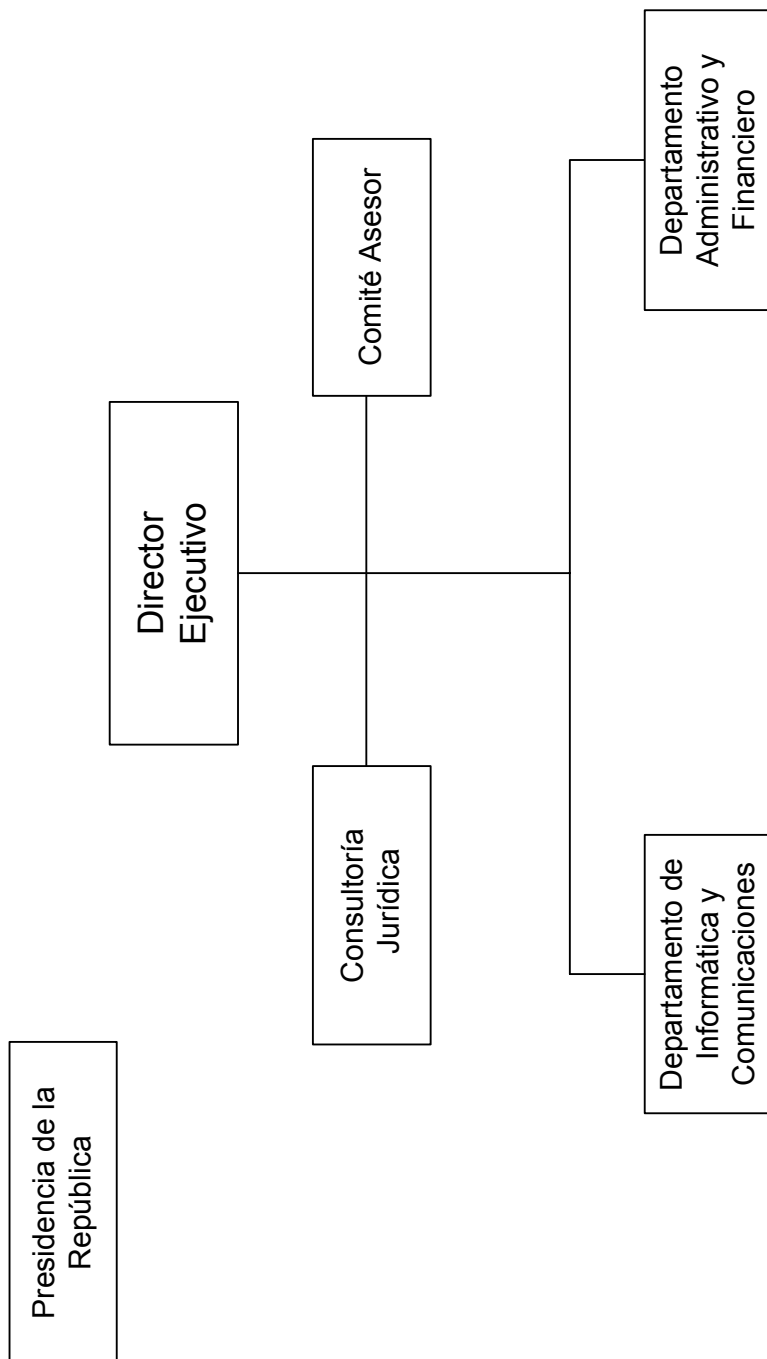 Presidencia de la
República
Director
Ejecutivo
Consultoría
Jurídica
Comité Asesor
Departamento de
Informática y
Comunicaciones
Departamento
Administrativo y
Financiero